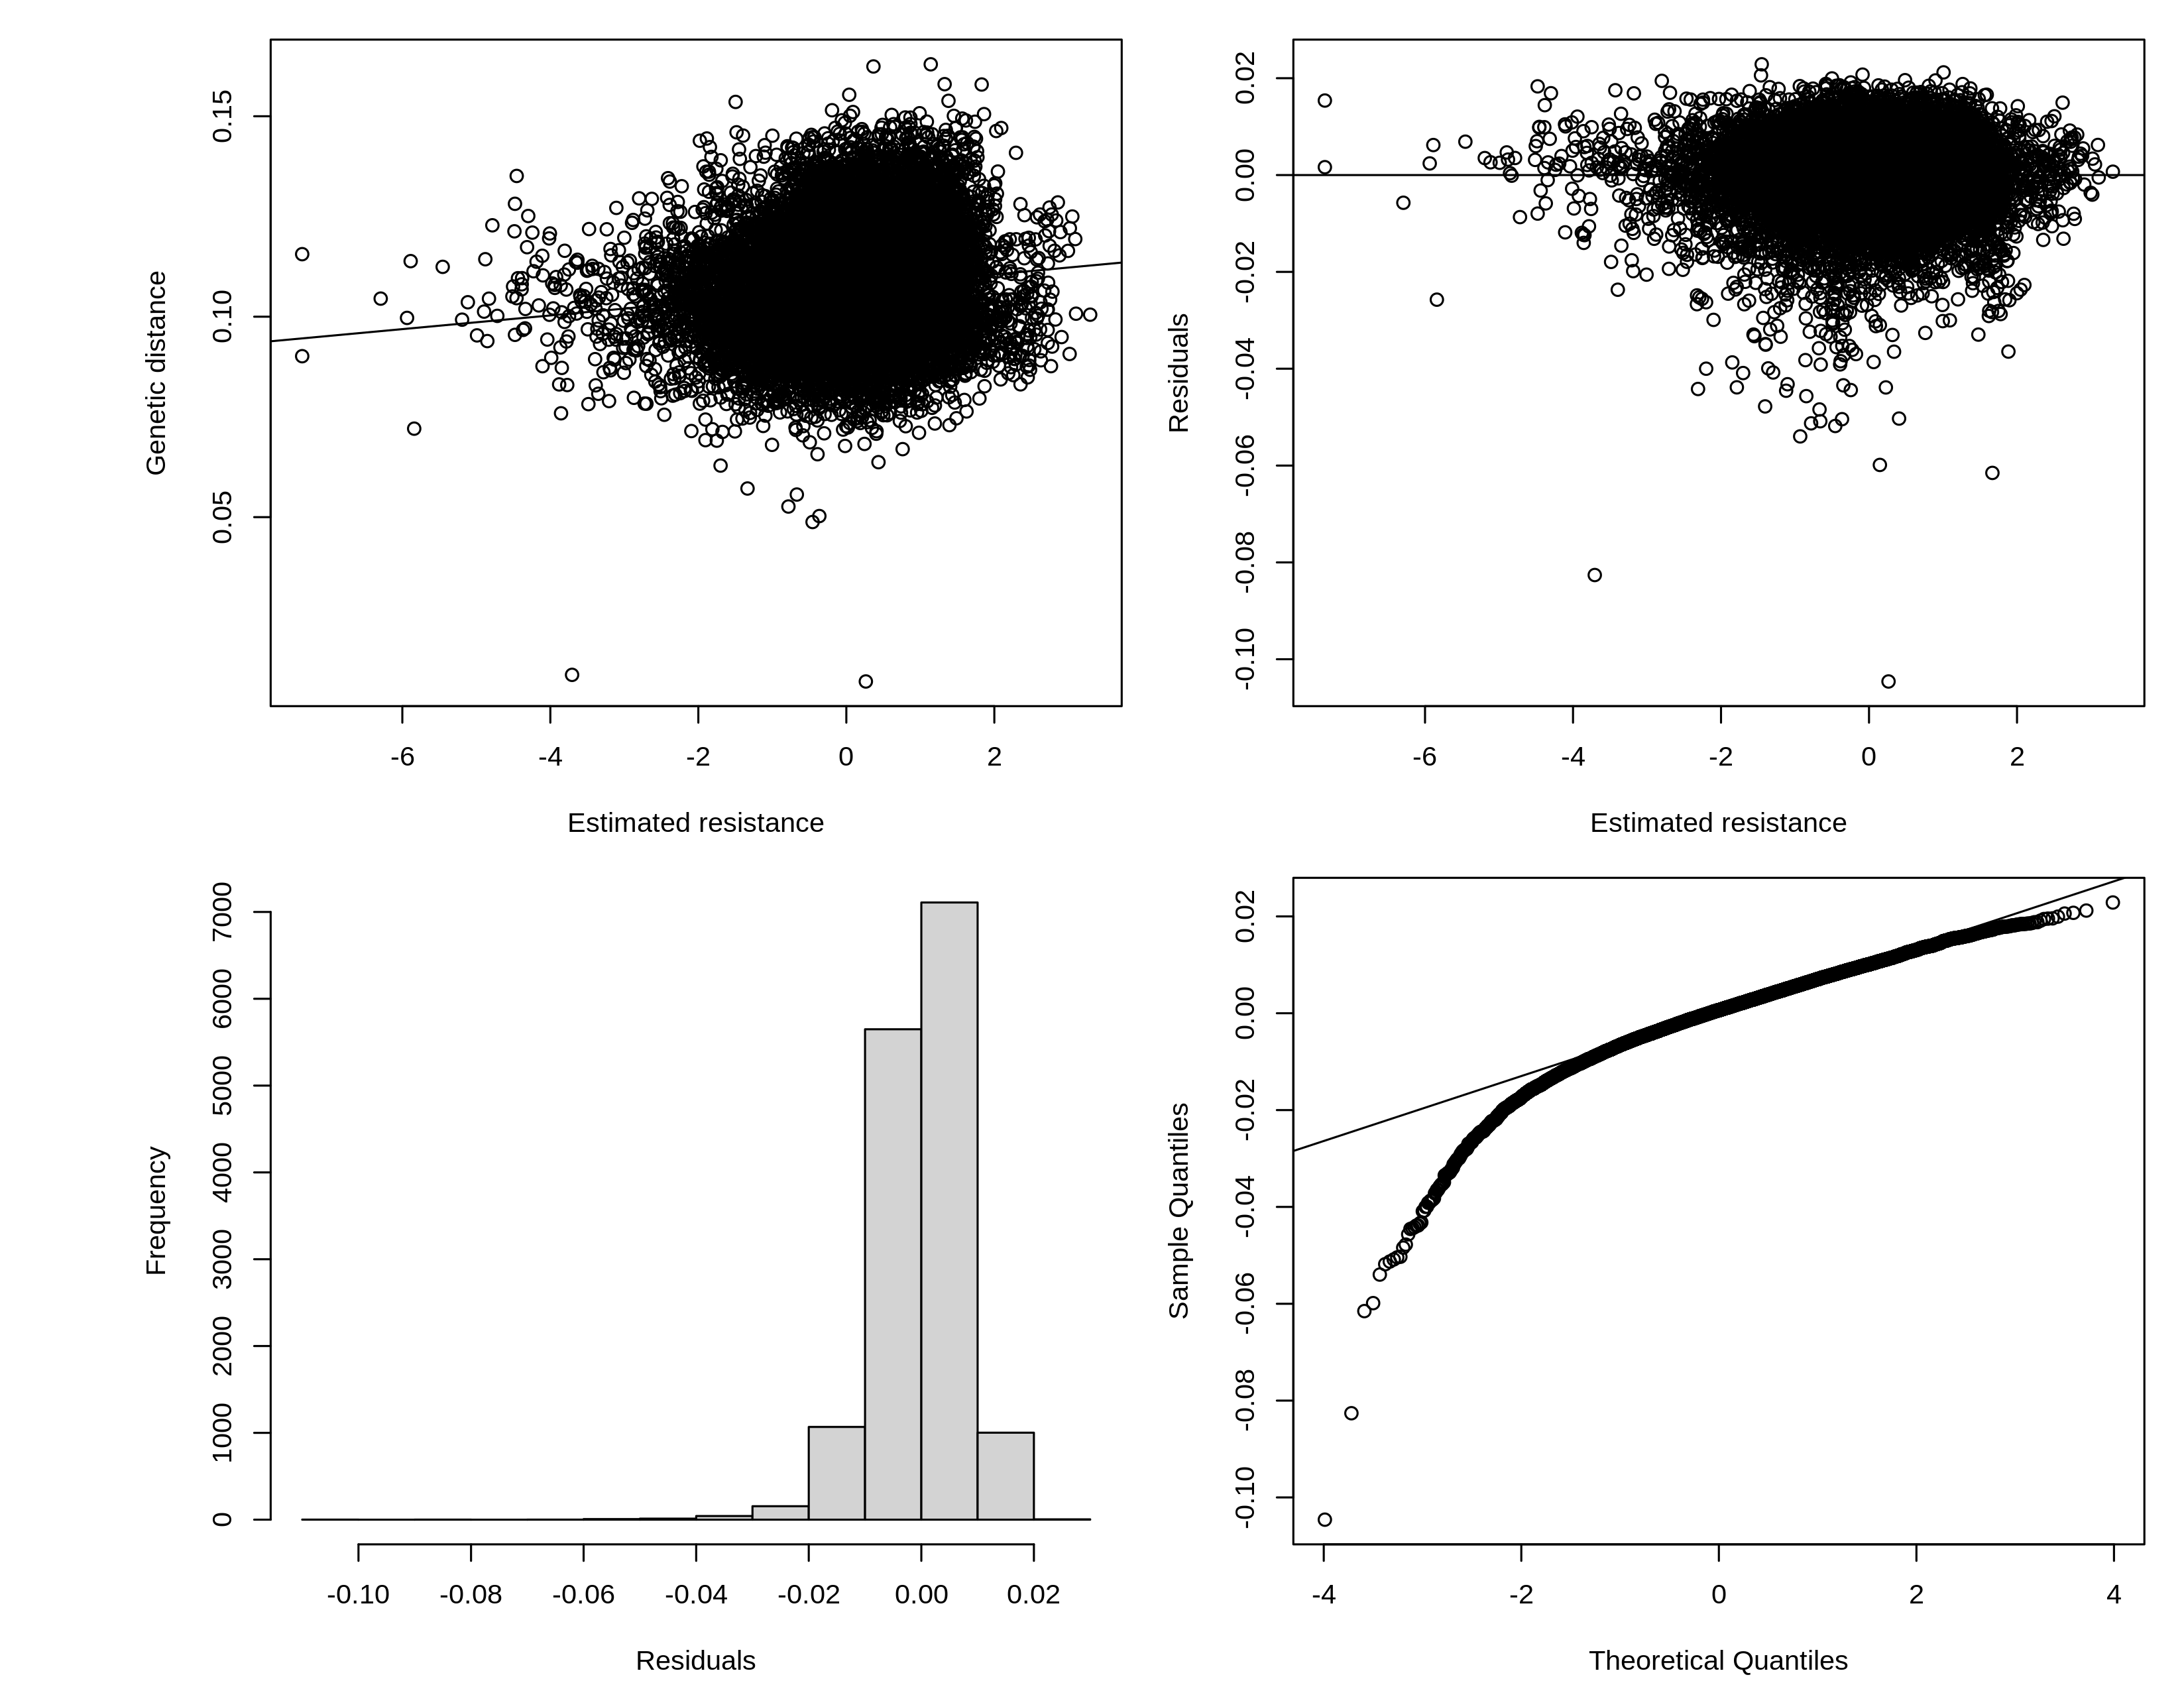 0.15
0.10
0.05
Genetic distance
-6 -4 -2 0 2
Estimated resistance
0.02
0.00
-0.02
-0.04
-0.06
-0.08
-0.10
Residuals
-6 -4 -2 0 2
Estimated resistance
7000
6000
5000
4000
3000
2000
1000
0
Frequency
-0.10 -0.08 -0.06 -0.04 -0.02 0.00 0.02
Residuals
0.02
0.00
-0.02
-0.04
-0.06
-0.08
-0.10
Sample Quantiles
-4 -2 0 2 4
Theoretical Quantiles